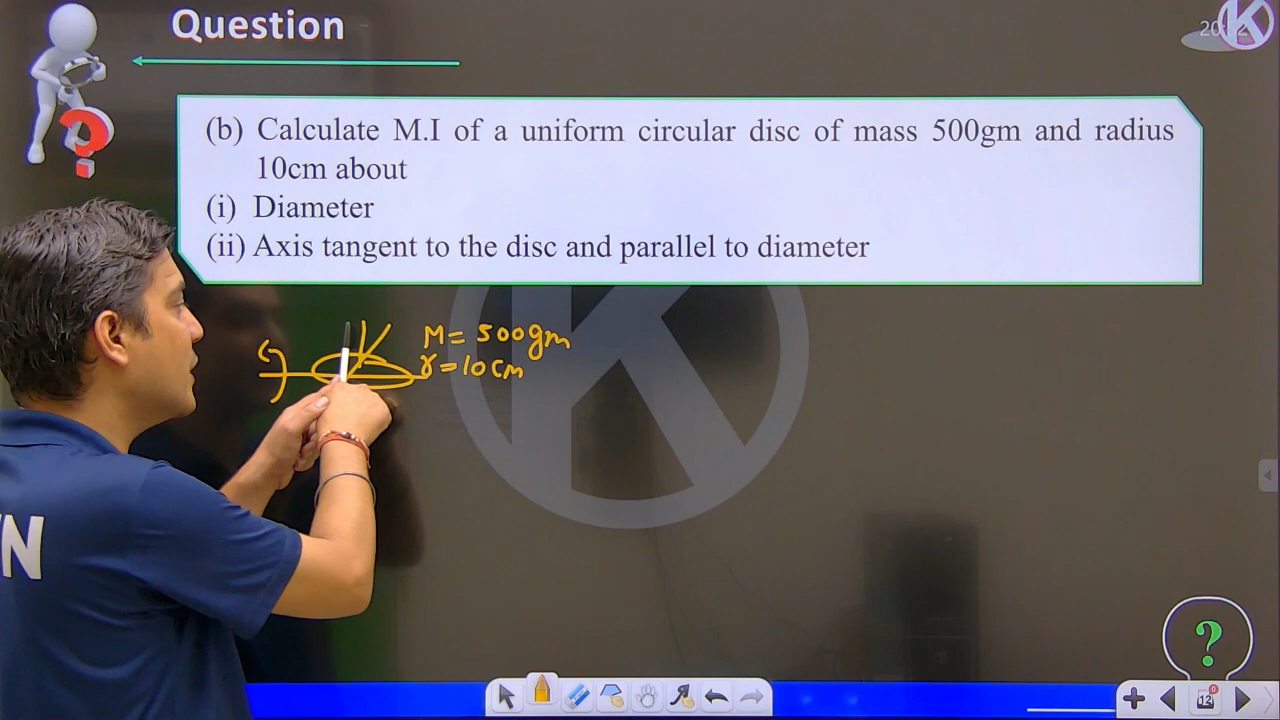 Question
(b) Calculate M.I of a uniform circular disc of mass 500gm and radius
10cm about
(i) Diameter
(ii) Axis tangent to the disc and parallel to diameter
M= 500gm
r=10cm
N
K
K
?
12